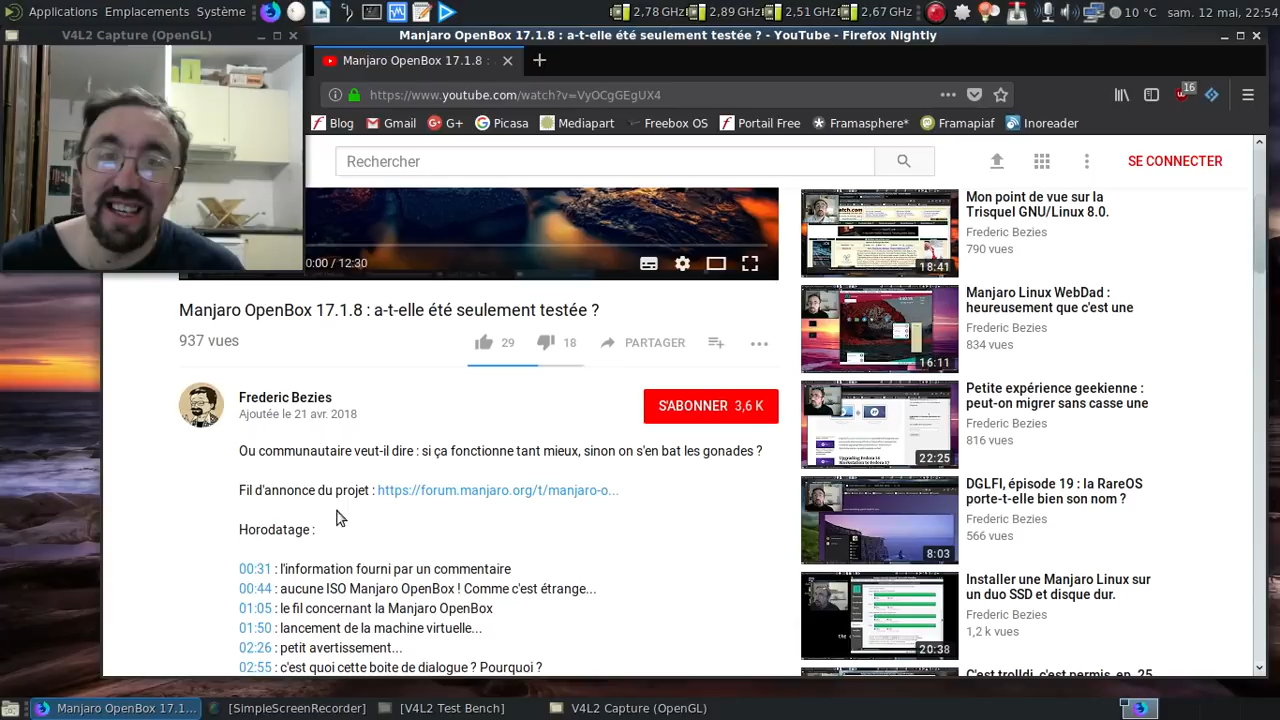 Applications Emplacements Système
2,78 GHz 2,89 GHz 2,51 GHz 2,67 GHz
10 °C sam. 12 mai, 22:54
V4L2 Capture (OpenGL)
Manjaro OpenBox 17.1.8 : a-t-elle été seulement testée ? - YouTube - Firefox Nightly
Manjaro OpenBox 17.1.8 :
https://www.youtube.com/watch?v=VyOCgGEgUX4
16
Blog Gmail G+ Picasa Mediapart Freebox OS Portail Free Framasphere* Framapiaf Inoreader
Rechercher
SE CONNECTER
0:00 / 12:30
Manjaro OpenBox 17.1.8 : a-t-elle été seulement testée ?
937 vues
29 18 PARTAGER
Frederic Bezies
Ajoutée le 21 avr. 2018
S'ABONNER 3,6 K
Ou communautaire veut-il dire : si ça fonctionne tant mieux, sinon on s'en bat les gonades ?
Fil d'annonce du projet : https://forum.manjaro.org/t/manjaro-o...
Horodatage :
00:31 : l'information fourni par un commentaire
00:44 : aucune ISO Manjaro OpenBox ! Comme c'est étrange...
01:05 : le fil concernant la Manjaro OpenBox
01:50 : lancement de la machine virtuelle...
02:26 : petit avertissement...
02:55 : c'est quoi cette boite de dialogue ? Pourquoi ?
Mon point de vue sur la
Trisquel GNU/Linux 8.0.
Frederic Bezies
790 vues
18:41
Manjaro Linux WebDad :
heureusement que c'est une
Frederic Bezies
834 vues
16:11
Petite expérience geekienne :
peut-on migrer sans casse une
Frederic Bezies
816 vues
22:25
DGLFI, épisode 19 : la RareOS
porte-t-elle bien son nom ?
Frederic Bezies
566 vues
8:03
Installer une Manjaro Linux sur
un duo SSD et disque dur.
Frederic Bezies
1,2 k vues
20:38
C'est trolldi, c'est permis, ep. 25
Manjaro OpenBox 17.1... [SimpleScreenRecorder] [V4L2 Test Bench] V4L2 Capture (OpenGL)